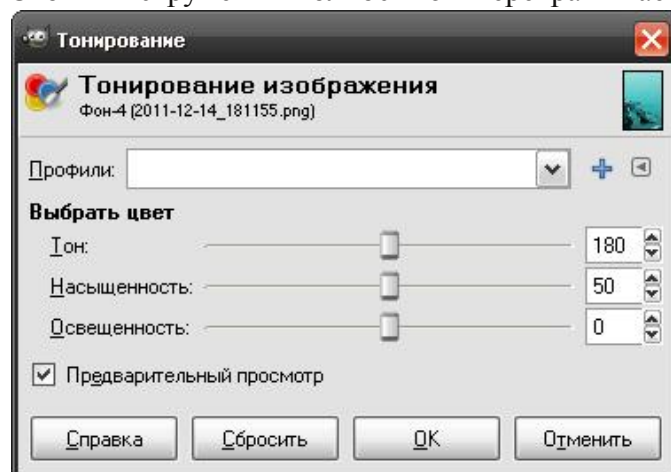 Тонирование
Тонирование изображения
Фон-4 (2011-12-14_181155.png)
Профили:
Выбрать цвет
Тон: 180
Насыщенность: 50
Освещенность: 0
Предварительный просмотр
Справка Сбросить OK Отменить